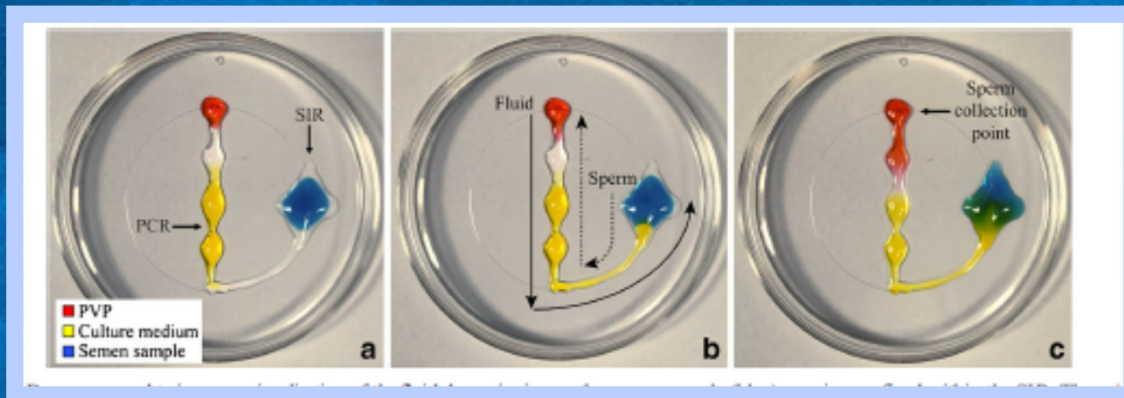 SIR
PCR
PVP
Culture medium
Semen sample
a
Fluid
Sperm
b
Sperm
collection
point
c